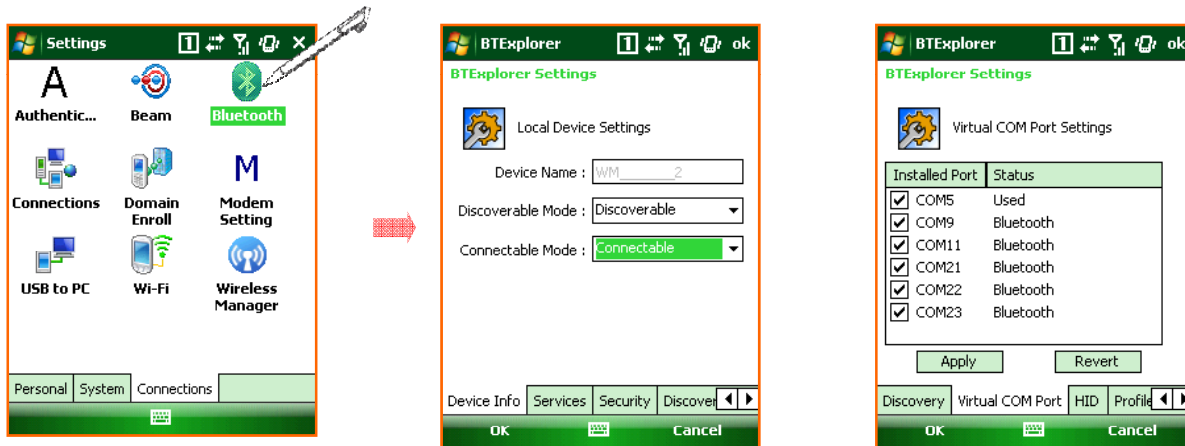 Settings
Authentic...
Beam
Bluetooth
Connections
Domain
Enroll
M
Modem
Setting
USB to PC
Wi-Fi
Wireless
Manager
Personal System Connections
BTExplorer ok
BTExplorer Settings
Local Device Settings
Device Name : WM______2
Discoverable Mode : Discoverable
Connectable Mode : Connectable
Device Info Services Security Discover
OK Cancel
BTExplorer ok
BTExplorer Settings
Virtual COM Port Settings
Installed Port Status
COM5 Used
COM9 Bluetooth
COM11 Bluetooth
COM21 Bluetooth
COM22 Bluetooth
COM23 Bluetooth
Apply Revert
Discovery Virtual COM Port HID Profile
OK Cancel